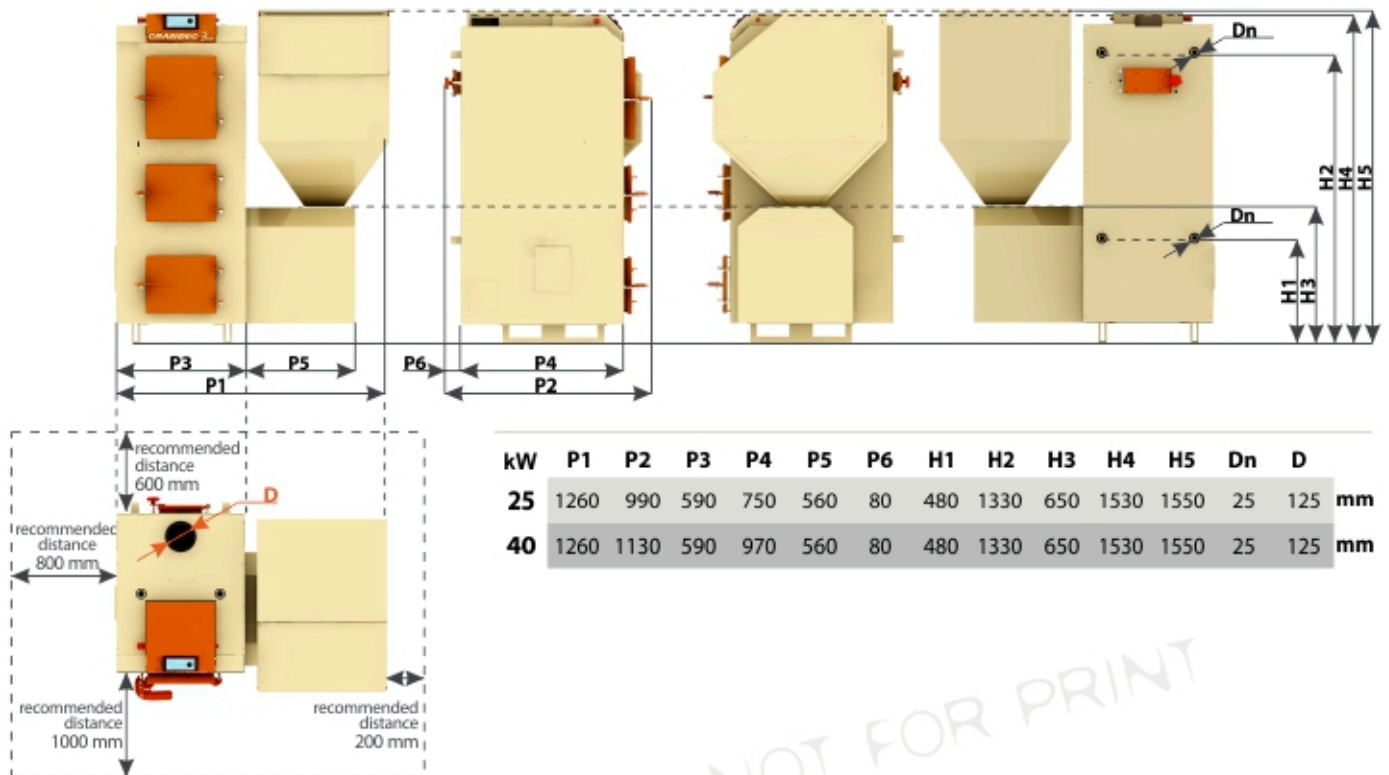 Dn
H2
H4
H5
Dn
H1
H3
P3
P5
P6
P4
P1
P2
recommended
distance
600 mm
D
recommended
distance
800 mm
recommended
distance
1000 mm
recommended
distance
200 mm
kW P1 P2 P3 P4 P5 P6 H1 H2 H3 H4 H5 Dn D
25 1260 990 590 750 560 80 480 1330 650 1530 1550 25 125 mm
40 1260 1130 590 970 560 80 480 1330 650 1530 1550 25 125 mm
NOT FOR PRINT